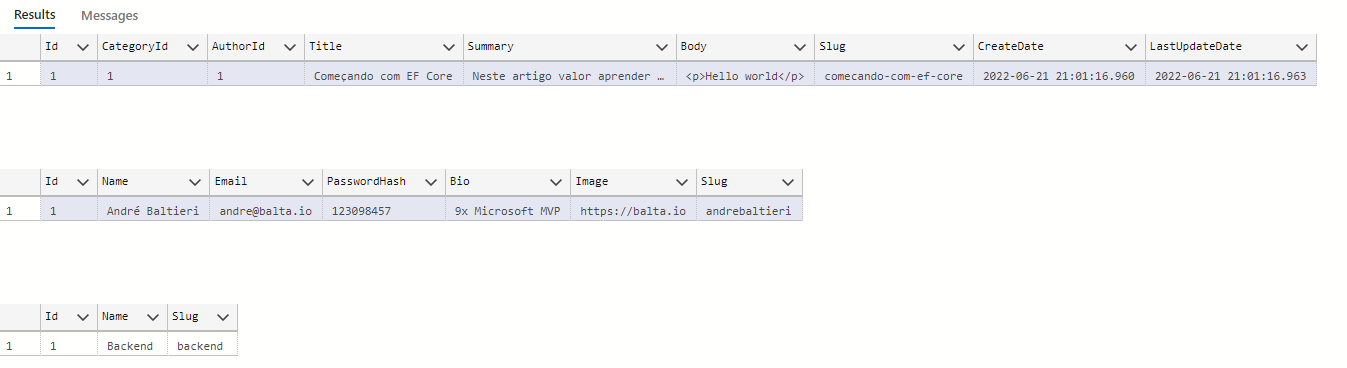 Results Messages
Id CategoryId AuthorId Title Summary Body Slug CreateDate LastUpdateDate
1 1 1 1 Começando com EF Core Neste artigo valor aprender … <p>Hello world</p> comecando-com-ef-core 2022-06-21 21:01:16.960 2022-06-21 21:01:16.963
Id Name Email PasswordHash Bio Image Slug
1 1 André Baltieri andre@balta.io 123098457 9x Microsoft MVP https://balta.io andrebaltieri
Id Name Slug
1 1 Backend backend